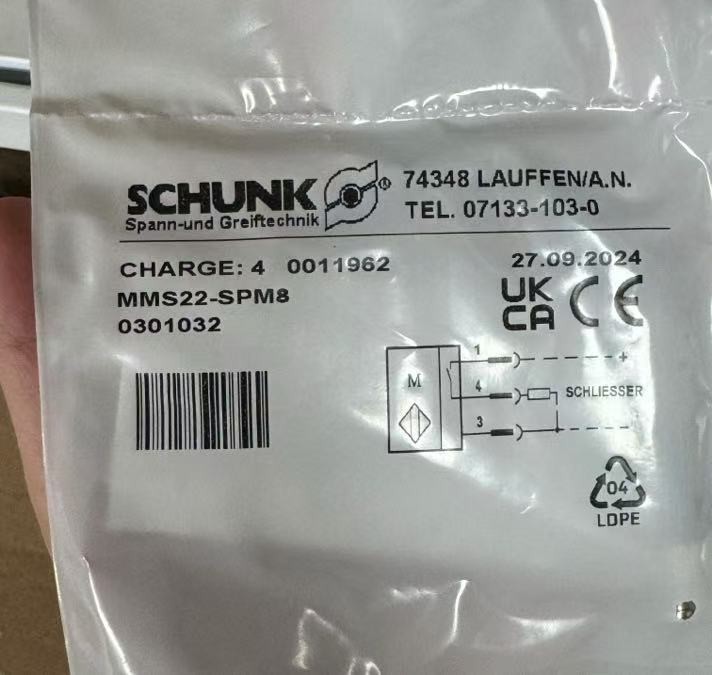 SCHUNK ®
Spann-und Greiftechnik
74348 LAUFFEN/A.N.
TEL. 07133-103-0
CHARGE: 4 0011962
27.09.2024
MMS22-SPM8
0301032
UK
CA CE
M
1 +
4 SCHLIESSER
3 -
04
LDPE